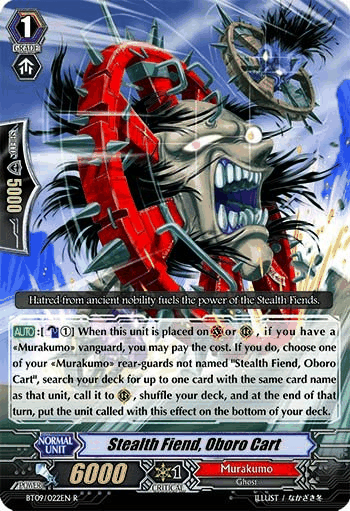 1
GRADE
SHIELD
5000
Hatred from ancient nobility fuels the power of the Stealth Fiends.
AUTO:[①] When this unit is placed on or , if you have a
«Murakumo» vanguard, you may pay the cost. If you do, choose one
of your «Murakumo» rear-guards not named "Stealth Fiend, Oboro
Cart", search your deck for up to one card with the same card name
as that unit, call it to , shuffle your deck, and at the end of that
turn, put the unit called with this effect on the bottom of your deck.
NORMAL
UNIT
Stealth Fiend, Oboro Cart
POWER
6000
1
CRITICAL
Murakumo
Ghost
BT09/022EN R
ILLUST / なかざき冬